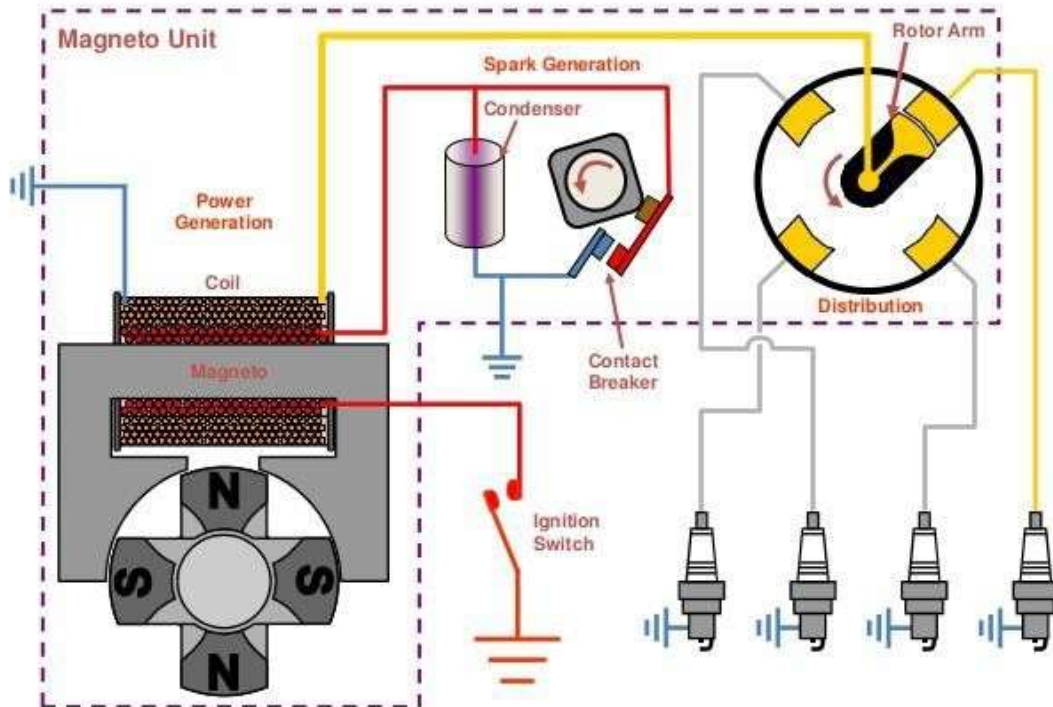 Magneto Unit
Rotor Arm
Spark Generation
Condenser
Power
Generation
Coil
Distribution
Contact
Breaker
Magneto
N
Ignition
Switch
S
S
N